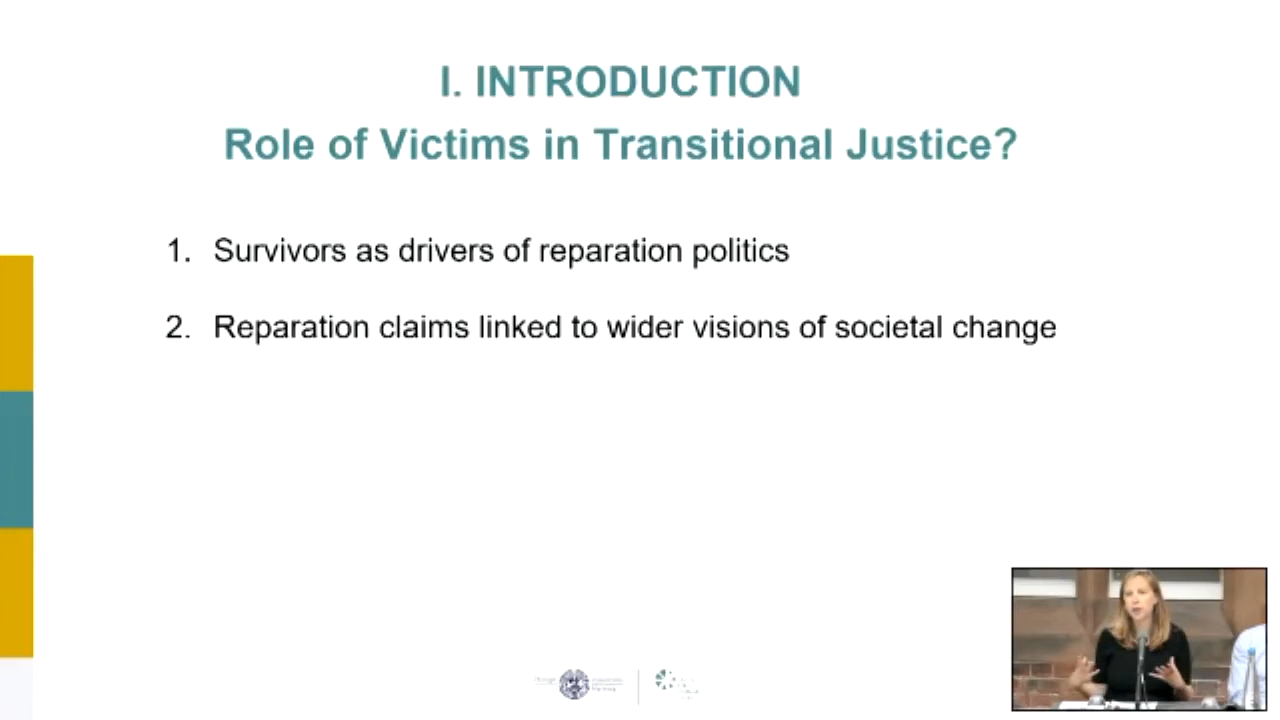 I. INTRODUCTION
Role of Victims in Transitional Justice?
1. Survivors as drivers of reparation politics
2. Reparation claims linked to wider visions of societal change